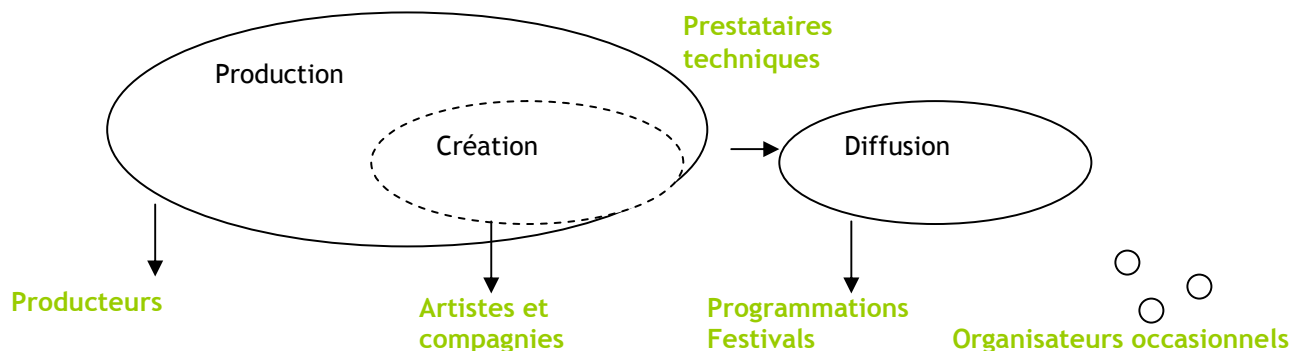 Prestataires
techniques
Production
Création
Diffusion
Producteurs
Artistes et
compagnies
Programmations
Festivals
Organisateurs occasionnels